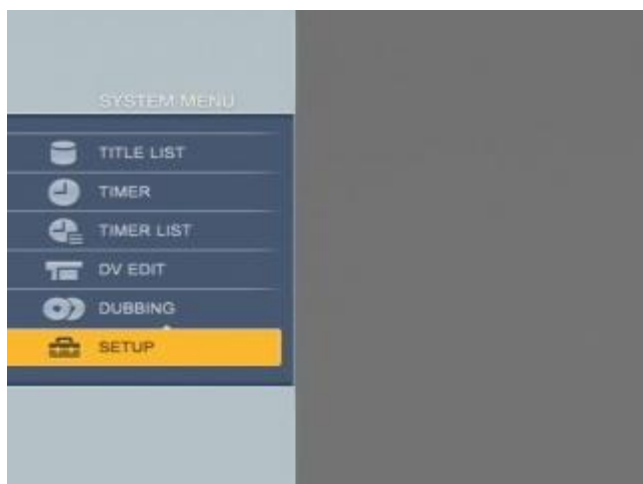 SYSTEM MENU
TITLE LIST
TIMER
TIMER LIST
DV EDIT
DUBBING
SETUP